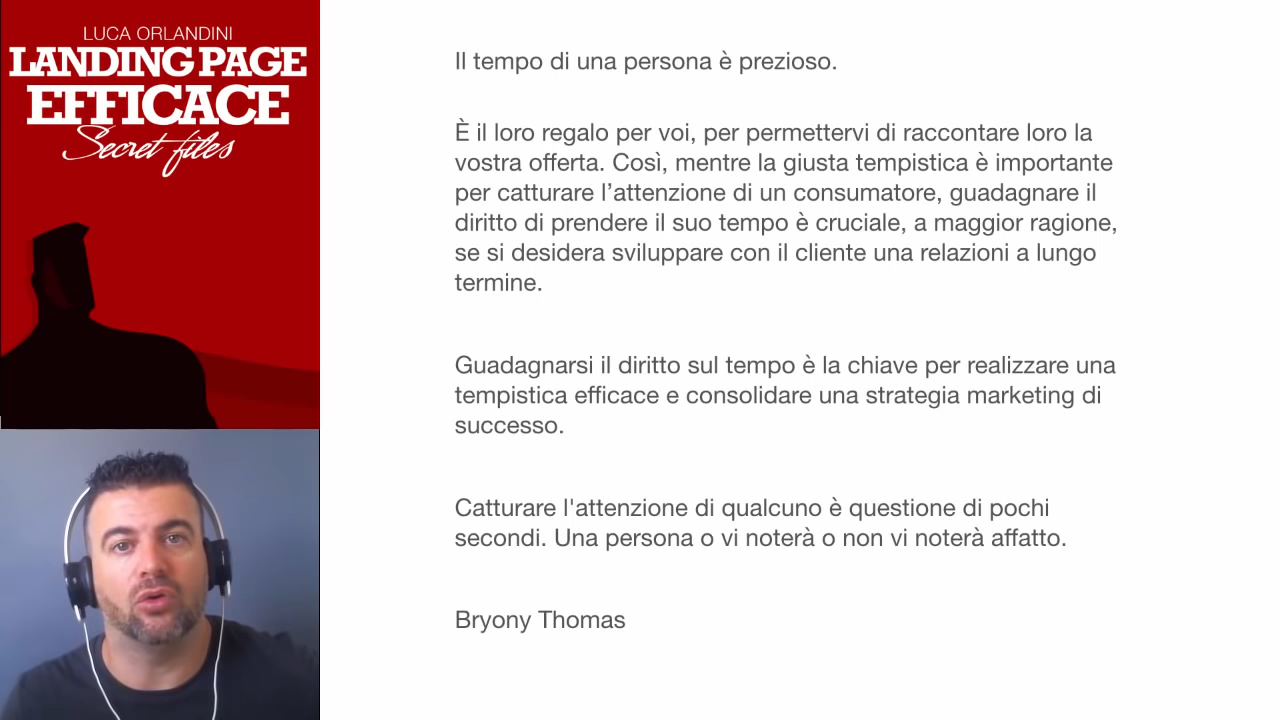 LUCA ORLANDINI
LANDING PAGE
EFFICACE
Secret files
Il tempo di una persona è prezioso.
È il loro regalo per voi, per permettervi di raccontare loro la
vostra offerta. Così, mentre la giusta tempistica è importante
per catturare l’attenzione di un consumatore, guadagnare il
diritto di prendere il suo tempo è cruciale, a maggior ragione,
se si desidera sviluppare con il cliente una relazioni a lungo
termine.
Guadagnarsi il diritto sul tempo è la chiave per realizzare una
tempistica efficace e consolidare una strategia marketing di
successo.
Catturare l'attenzione di qualcuno è questione di pochi
secondi. Una persona o vi noterà o non vi noterà affatto.
Bryony Thomas